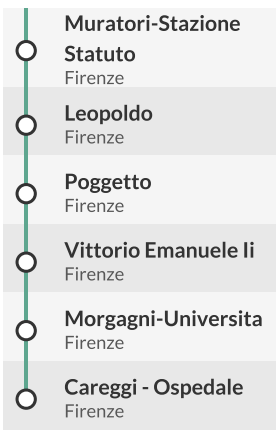 Muratori-Stazione
Statuto
Firenze
Leopoldo
Firenze
Poggetto
Firenze
Vittorio Emanuele Ii
Firenze
Morgagni-Universita
Firenze
Careggi - Ospedale
Firenze